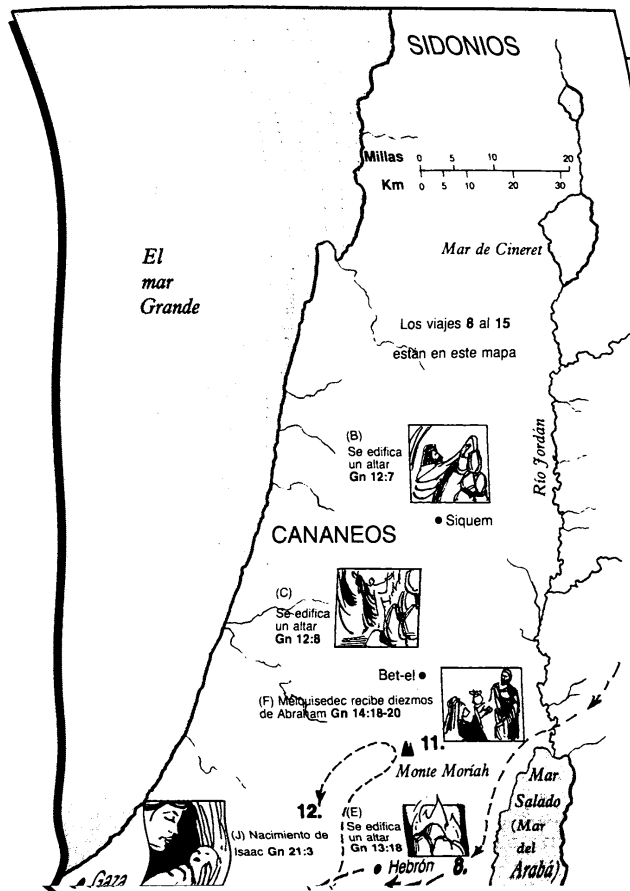 SIDONIOS
Millas 0 5 10 20
Km 0 5 10 20 30
El
mar
Grande
Mar de Cineret
Los viajes 8 al 15
están en este mapa
(B)
Se edifica
un altar
Gn 12:7
Río Jordán
Siquem
CANANEOS
(C)
Se edifica
un altar
Gn 12:8
Bet-el
(F) Melquisedec recibe diezmos
de Abraham Gn 14:18-20
11.
Monte Moríah
12.
(E)
Se edifica
un altar
Gn 13:18
Mar
Salado
(Mar
del
Arabá)
(J) Nacimiento de
Isaac Gn 21:3
Hebrón 8.
Gaza